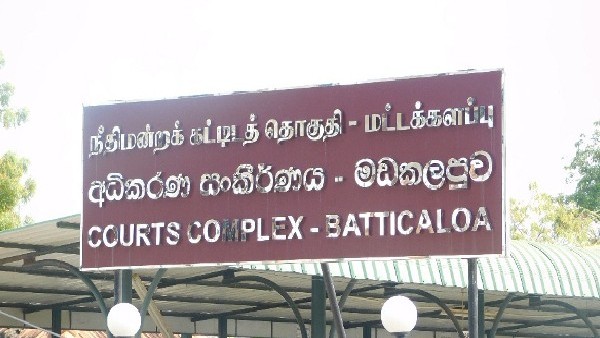 நீதிமன்றக் கட்டிடத் தொகுதி - மட்டக்களப்பு
අධිකරණ සංකීර්ණය - මඩකලපුව
COURTS COMPLEX - BATTICALOA